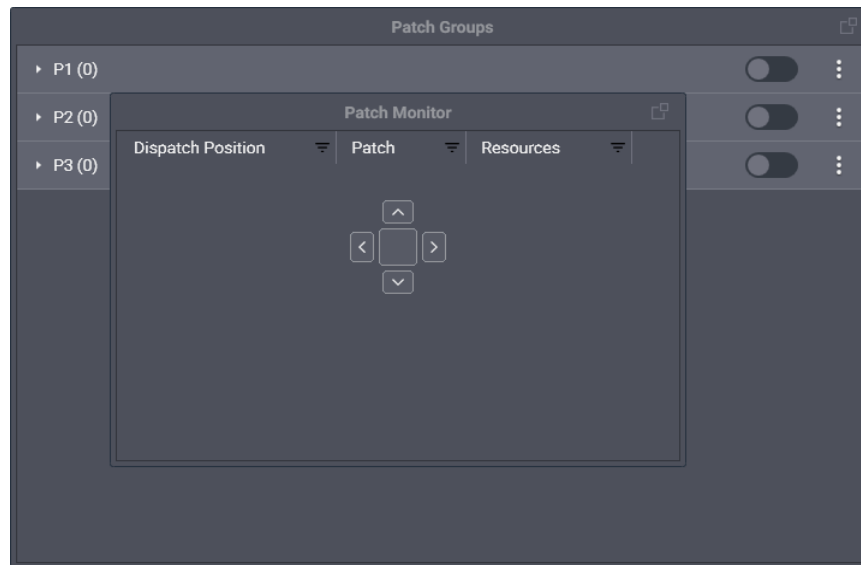 Patch Groups
P1 (0)
P2 (0)
P3 (0)
Patch Monitor
Dispatch Position Patch Resources